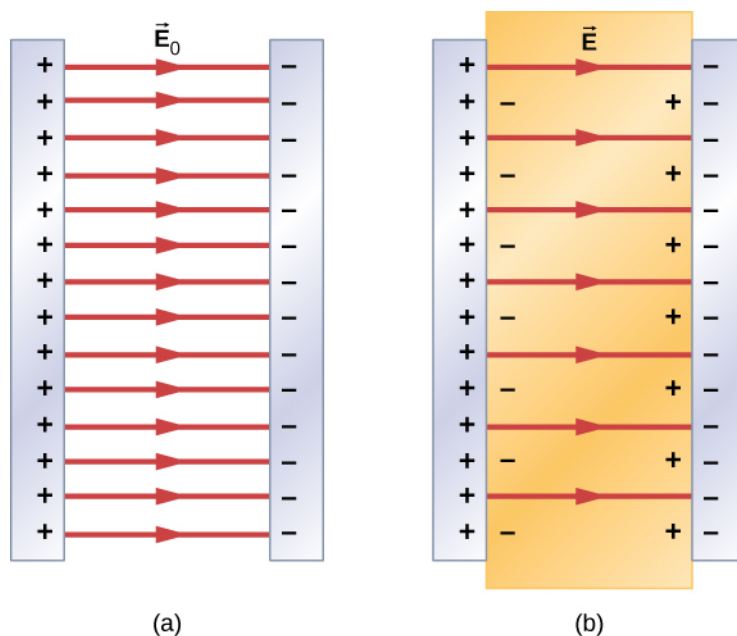 E⃗₀
E⃗
+ − + −
+ − + − + −
+ − + −
+ − + − + −
+ − + −
+ − + − + −
+ − + −
+ − + − + −
+ − + −
+ − + − + −
+ − + −
+ − + − + −
+ − + −
+ − + − + −
(a)
(b)